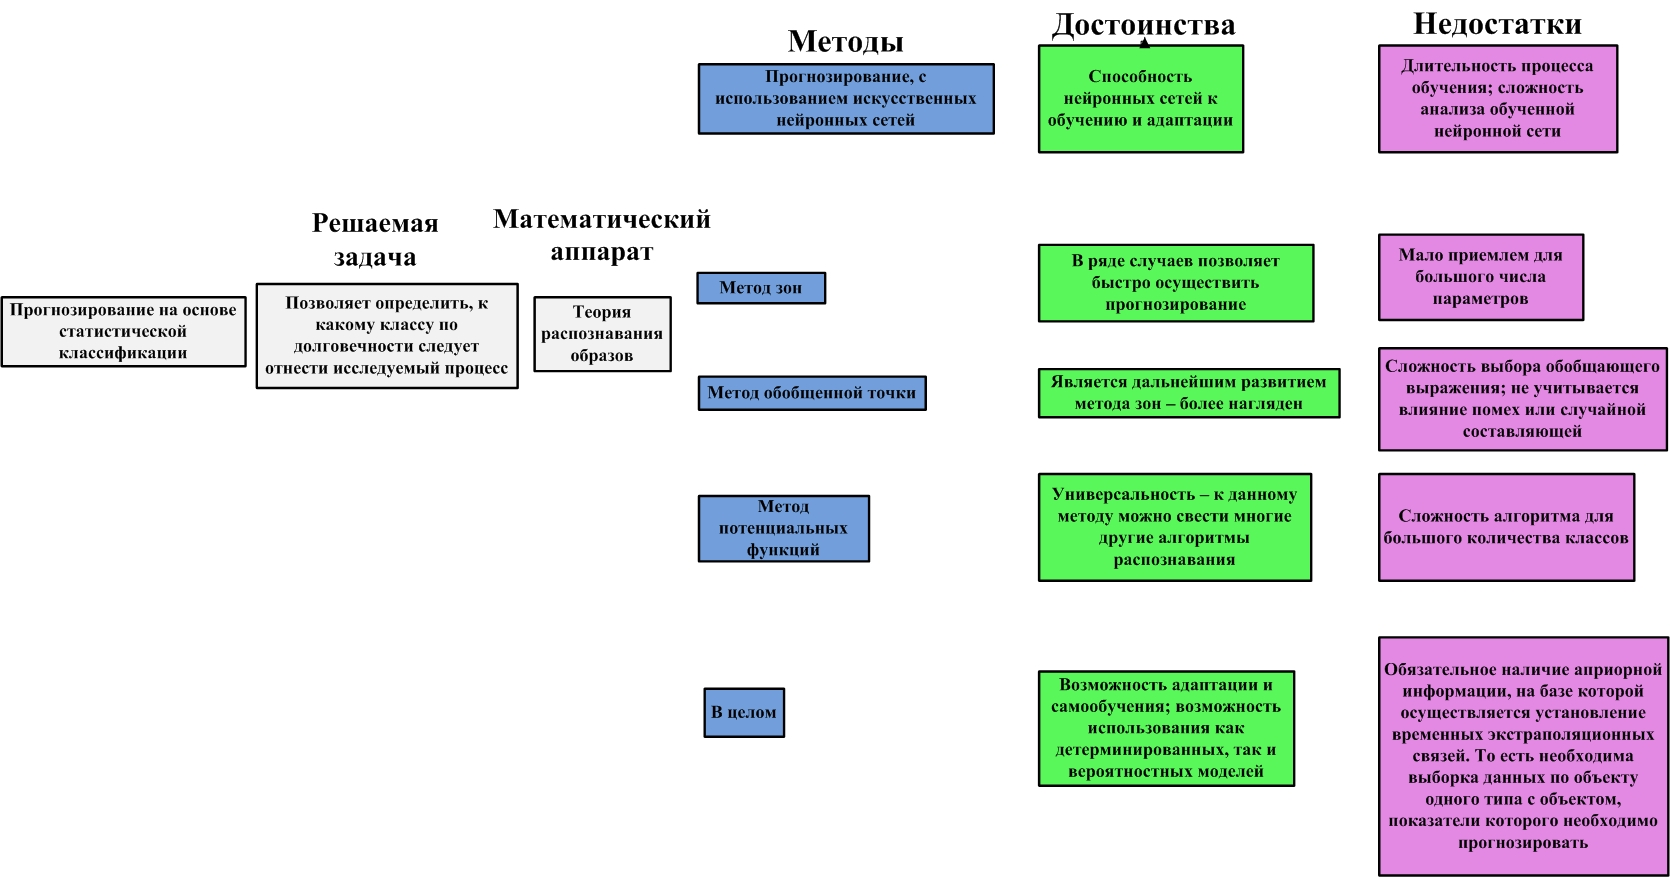 Методы
Достоинства
Недостатки
Прогнозирование, с
использованием искусственных
нейронных сетей
Способность
нейронных сетей к
обучению и адаптации
Длительность процесса
обучения; сложность
анализа обученной
нейронной сети
Решаемая
задача
Математический
аппарат
Прогнозирование на основе
статистической
классификации
Позволяет определить, к
какому классу по
долговечности следует
отнести исследуемый процесс
Теория
распознавания
образов
Метод зон
В ряде случаев позволяет
быстро осуществить
прогнозирование
Мало приемлем для
большого числа
параметров
Метод обобщенной точки
Является дальнейшим развитием
метода зон – более нагляден
Сложность выбора обобщающего
выражения; не учитывается
влияние помех или случайной
составляющей
Метод
потенциальных
функций
Универсальность – к данному
методу можно свести многие
другие алгоритмы
распознавания
Сложность алгоритма для
большого количества классов
В целом
Возможность адаптации и
самообучения; возможность
использования как
детерминированных, так и
вероятностных моделей
Обязательное наличие априорной
информации, на базе которой
осуществляется установление
временных экстраполяционных
связей. То есть необходима
выборка данных по объекту
одного типа с объектом,
показатели которого необходимо
прогнозировать